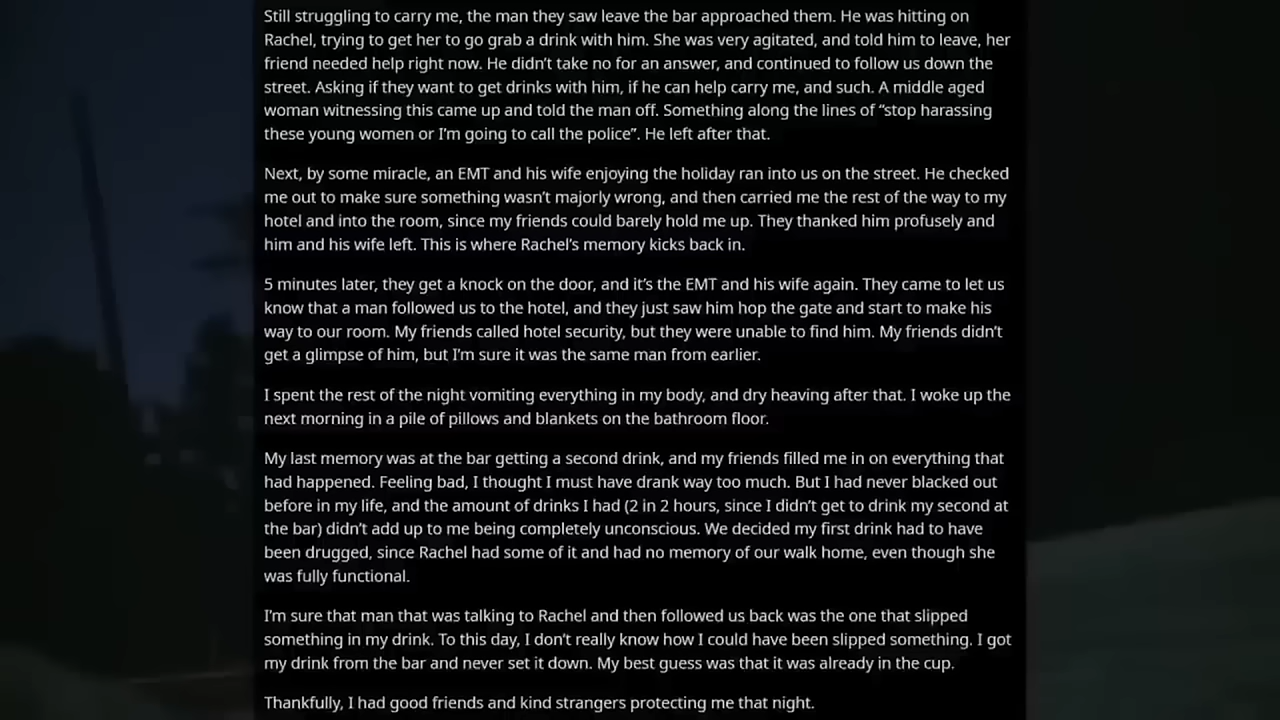 Still struggling to carry me, the man they saw leave the bar approached them. He was hitting on
Rachel, trying to get her to go grab a drink with him. She was very agitated, and told him to leave, her
friend needed help right now. He didn’t take no for an answer, and continued to follow us down the
street. Asking if they want to get drinks with him, if he can help carry me, and such. A middle aged
woman witnessing this came up and told the man off. Something along the lines of “stop harassing
these young women or I’m going to call the police”. He left after that.
Next, by some miracle, an EMT and his wife enjoying the holiday ran into us on the street. He checked
me out to make sure something wasn’t majorly wrong, and then carried me the rest of the way to my
hotel and into the room, since my friends could barely hold me up. They thanked him profusely and
him and his wife left. This is where Rachel’s memory kicks back in.
5 minutes later, they get a knock on the door, and it’s the EMT and his wife again. They came to let us
know that a man followed us to the hotel, and they just saw him hop the gate and start to make his
way to our room. My friends called hotel security, but they were unable to find him. My friends didn’t
get a glimpse of him, but I’m sure it was the same man from earlier.
I spent the rest of the night vomiting everything in my body, and dry heaving after that. I woke up the
next morning in a pile of pillows and blankets on the bathroom floor.
My last memory was at the bar getting a second drink, and my friends filled me in on everything that
had happened. Feeling bad, I thought I must have drank way too much. But I had never blacked out
before in my life, and the amount of drinks I had (2 in 2 hours, since I didn’t get to drink my second at
the bar) didn’t add up to me being completely unconscious. We decided my first drink had to have
been drugged, since Rachel had some of it and had no memory of our walk home, even though she
was fully functional.
I’m sure that man that was talking to Rachel and then followed us back was the one that slipped
something in my drink. To this day, I don’t really know how I could have been slipped something. I got
my drink from the bar and never set it down. My best guess was that it was already in the cup.
Thankfully, I had good friends and kind strangers protecting me that night.